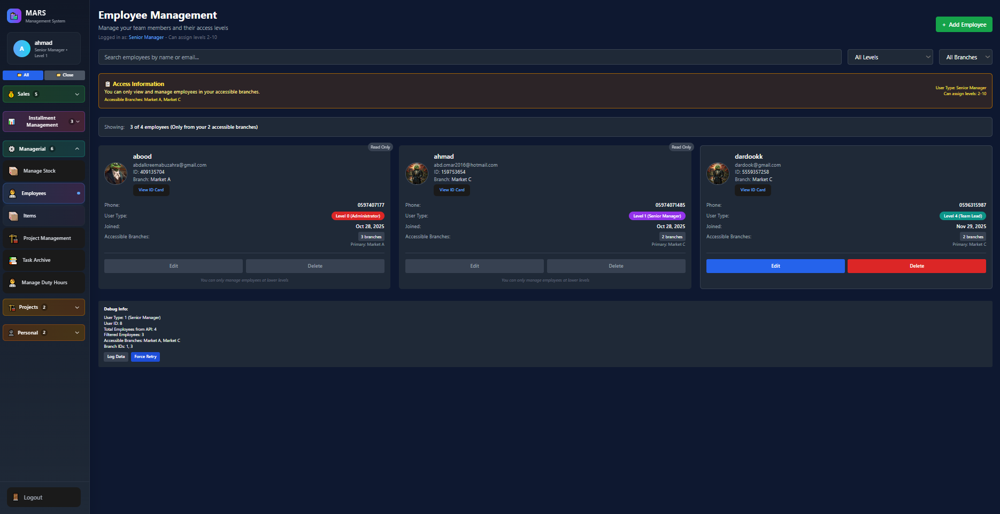 MARS
Management System
A
ahmad
Senior Manager •
Level 1
All
Close
Sales 5
Installment
Management
3
Managerial 6
Manage Stock
Employees
Items
Project Management
Task Archive
Manage Duty Hours
Projects 2
Personal 2
Logout
Employee Management
Manage your team members and their access levels
Logged in as: Senior Manager - Can assign levels 2-10
+ Add Employee
Search employees by name or email...
All Levels
All Branches
Access Information
You can only view and manage employees in your accessible branches.
Accessible Branches: Market A, Market C
User Type: Senior Manager
Can assign levels: 2-10
Showing: 3 of 4 employees (Only from your 2 accessible branches)
Read Only
abood
abdalkreemabuzahra@gmail.com
ID: 409135704
Branch: Market A
View ID Card
Phone: 0597407177
User Type: Level 0 (Administrator)
Joined: Oct 28, 2025
Accessible Branches: 3 branches
Primary: Market A
Edit
Delete
You can only manage employees at lower levels
Read Only
ahmad
abd.omar2016@hotmail.com
ID: 159753654
Branch: Market C
View ID Card
Phone: 05974071485
User Type: Level 1 (Senior Manager)
Joined: Oct 28, 2025
Accessible Branches: 2 branches
Primary: Market C
Edit
Delete
You can only manage employees at lower levels
dardookk
dardook@gmail.com
ID: 5559357258
Branch: Market C
View ID Card
Phone: 0596315987
User Type: Level 4 (Team Lead)
Joined: Nov 29, 2025
Accessible Branches: 2 branches
Primary: Market C
Edit
Delete
Debug Info:
User Type: 1 (Senior Manager)
User ID: 8
Total Employees from API: 4
Filtered Employees: 3
Accessible Branches: Market A, Market C
Branch IDs: 1, 3
Log Data
Force Retry